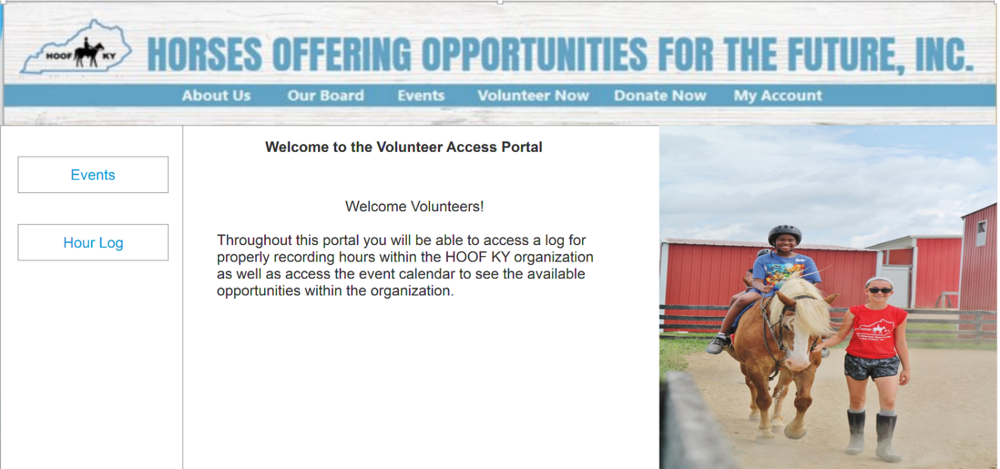 HOOF KY
HORSES OFFERING OPPORTUNITIES FOR THE FUTURE, INC.
About Us Our Board Events Volunteer Now Donate Now My Account
Events
Hour Log
Welcome to the Volunteer Access Portal
Welcome Volunteers!
Throughout this portal you will be able to access a log for
properly recording hours within the HOOF KY organization
as well as access the event calendar to see the available
opportunities within the organization.
HOOF KY